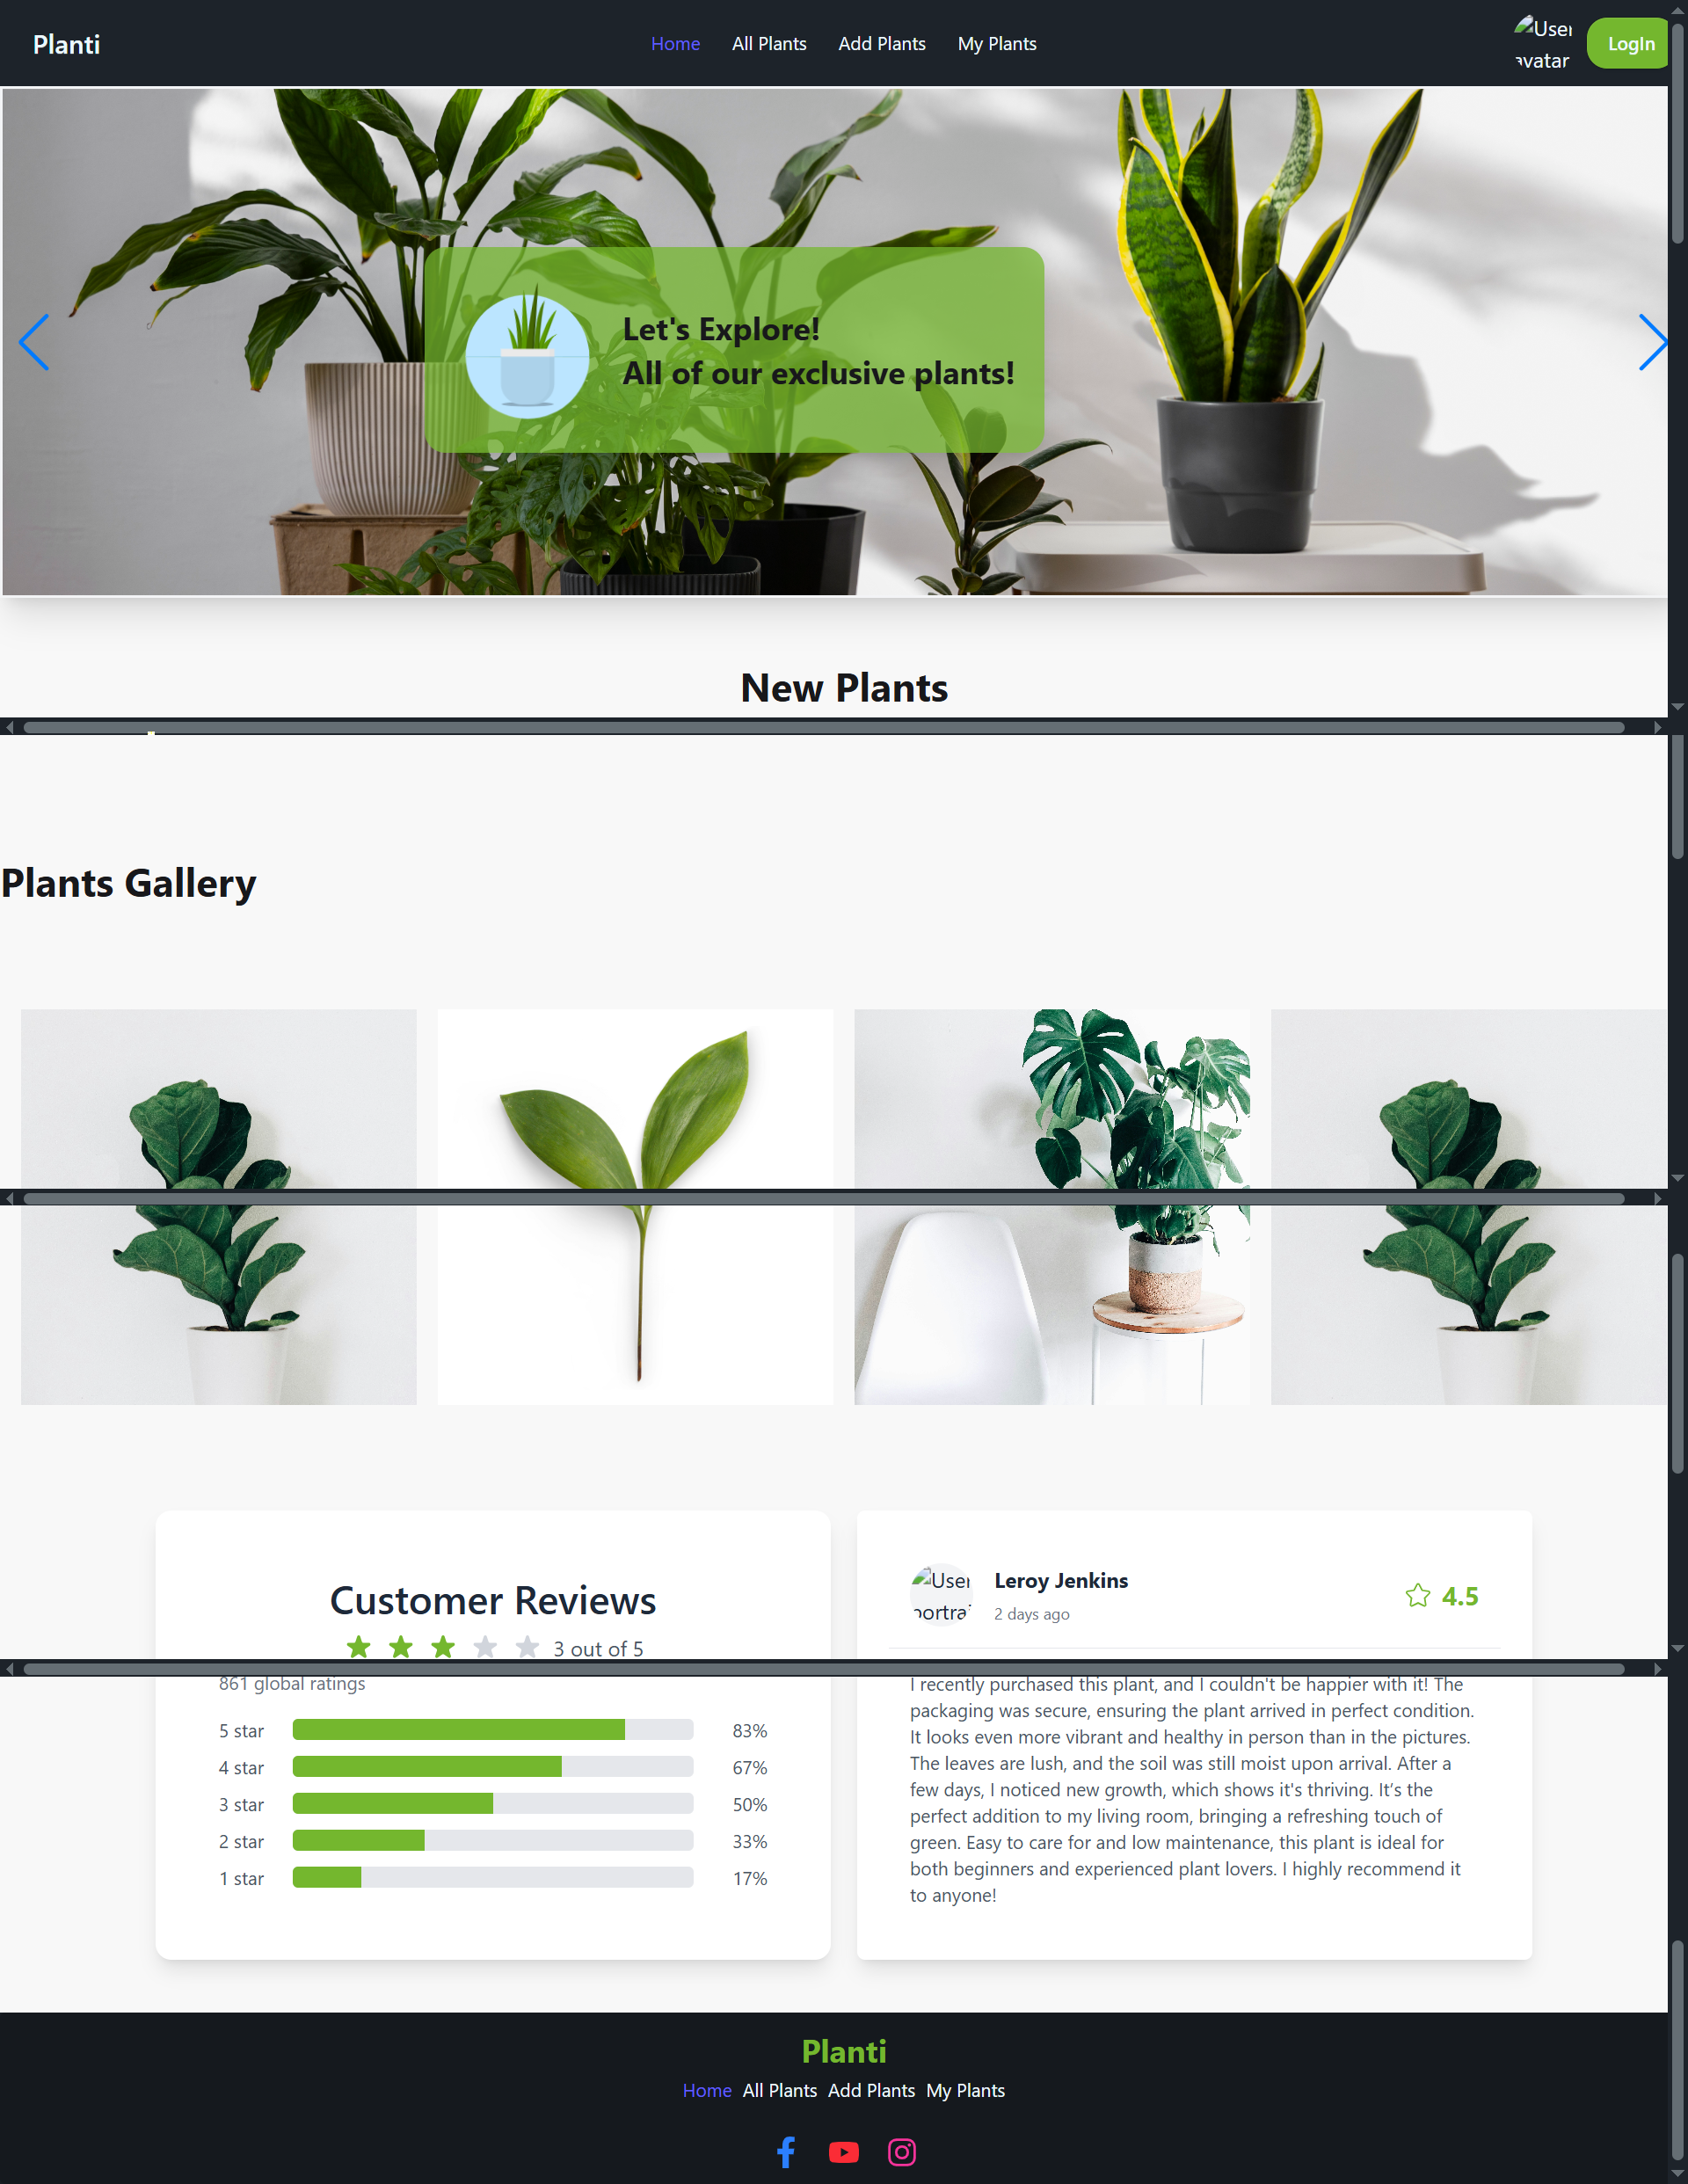 Planti
Home All Plants Add Plants My Plants
User avatar
LogIn
Let's Explore!
All of our exclusive plants!
New Plants
Plants Gallery
Customer Reviews
3 out of 5
861 global ratings
5 star 83%
4 star 67%
3 star 50%
2 star 33%
1 star 17%
User portrai
Leroy Jenkins
2 days ago
4.5
I recently purchased this plant, and I couldn't be happier with it! The
packaging was secure, ensuring the plant arrived in perfect condition.
It looks even more vibrant and healthy in person than in the pictures.
The leaves are lush, and the soil was still moist upon arrival. After a
few days, I noticed new growth, which shows it's thriving. It’s the
perfect addition to my living room, bringing a refreshing touch of
green. Easy to care for and low maintenance, this plant is ideal for
both beginners and experienced plant lovers. I highly recommend it
to anyone!
Planti
Home All Plants Add Plants My Plants